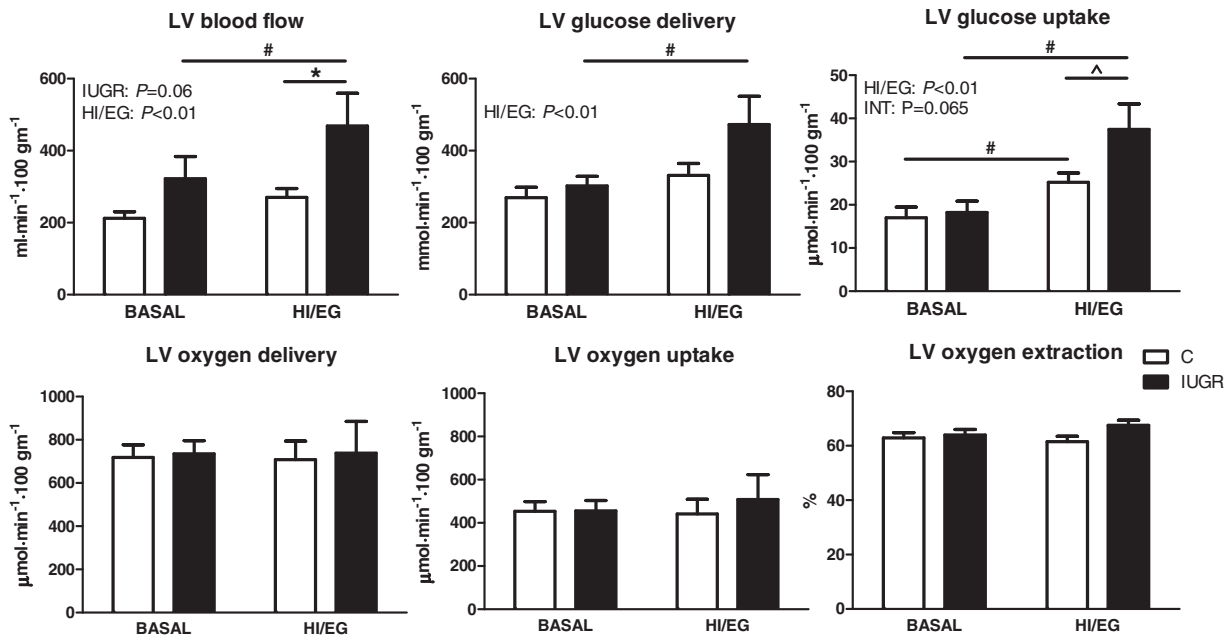 LV blood flow
#
*
IUGR: P=0.06
HI/EG: P<0.01
ml·min⁻¹·100 gm⁻¹
600
400
200
0
BASAL
HI/EG
LV glucose delivery
#
HI/EG: P<0.01
mmol·min⁻¹·100 gm⁻¹
600
400
200
0
BASAL
HI/EG
LV glucose uptake
#
^
HI/EG: P<0.01
INT: P=0.065
#
μmol·min⁻¹·100 gm⁻¹
50
40
30
20
10
0
BASAL
HI/EG
LV oxygen delivery
μmol·min⁻¹·100 gm⁻¹
1000
800
600
400
200
0
BASAL
HI/EG
LV oxygen uptake
μmol·min⁻¹·100 gm⁻¹
1000
800
600
400
200
0
BASAL
HI/EG
LV oxygen extraction
%
80
60
40
20
0
BASAL
HI/EG
C
IUGR